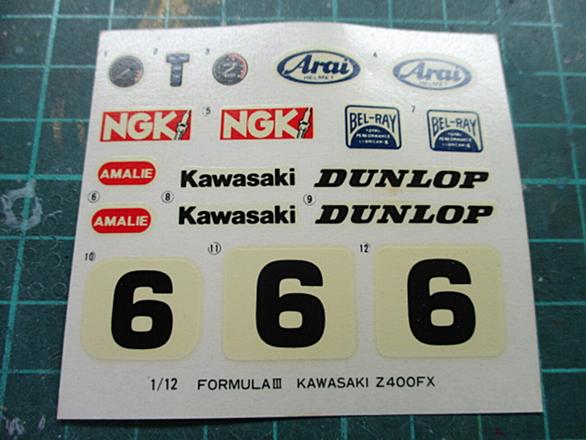 1 2 3 4
Arai HELMET Arai HELMET
5 7
NGK NGK BEL-RAY BEL-RAY
AMALIE Kawasaki DUNLOP
6 8 9
AMALIE Kawasaki DUNLOP
10 11 12
6 6 6
1/12 FORMULA III KAWASAKI Z400FX